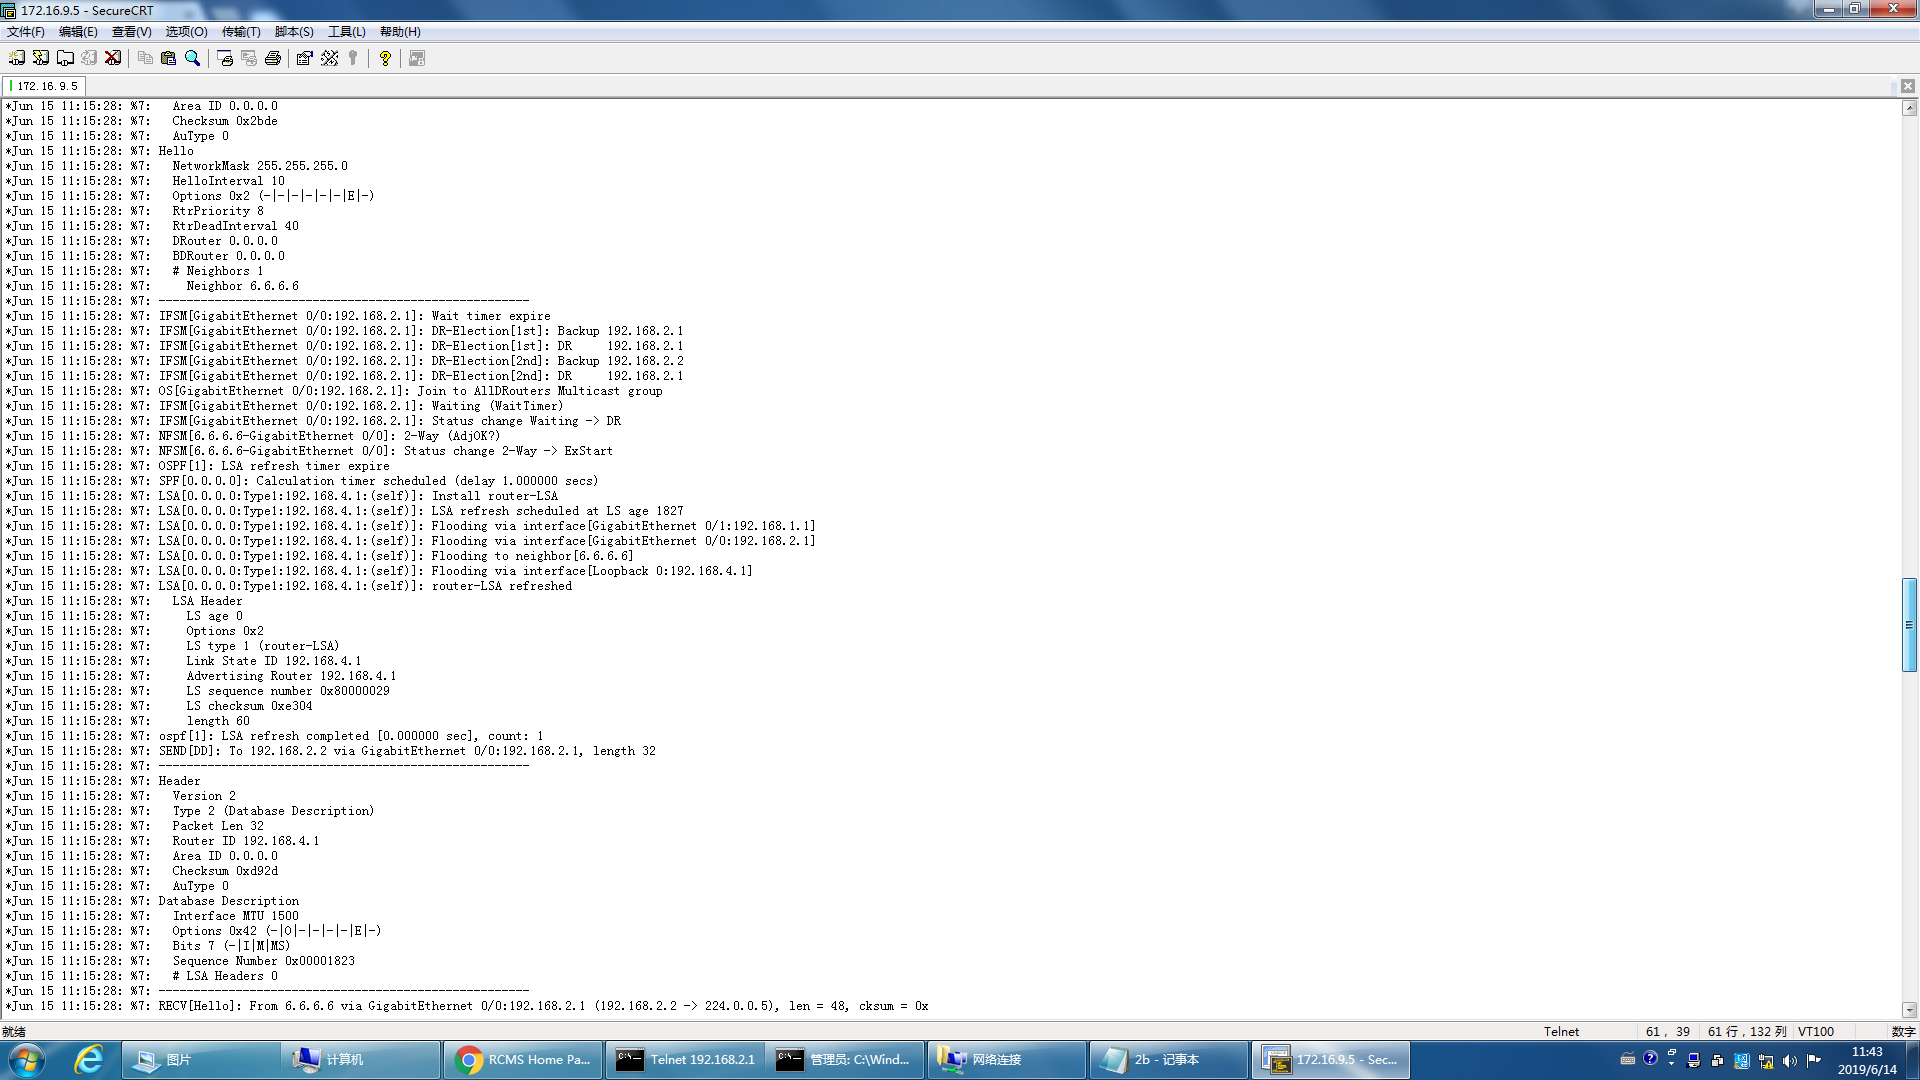 172.16.9.5 - SecureCRT
文件(F) 编辑(E) 查看(V) 选项(O) 传输(T) 脚本(S) 工具(L) 帮助(H)
172.16.9.5
*Jun 15 11:15:28: %7:   Area ID 0.0.0.0
*Jun 15 11:15:28: %7:   Checksum 0x2bde
*Jun 15 11:15:28: %7:   AuType 0
*Jun 15 11:15:28: %7: Hello
*Jun 15 11:15:28: %7:   NetworkMask 255.255.255.0
*Jun 15 11:15:28: %7:   HelloInterval 10
*Jun 15 11:15:28: %7:   Options 0x2 (-|-|-|-|-|-|E|-)
*Jun 15 11:15:28: %7:   RtrPriority 8
*Jun 15 11:15:28: %7:   RtrDeadInterval 40
*Jun 15 11:15:28: %7:   DRouter 0.0.0.0
*Jun 15 11:15:28: %7:   BDRouter 0.0.0.0
*Jun 15 11:15:28: %7:   # Neighbors 1
*Jun 15 11:15:28: %7:     Neighbor 6.6.6.6
*Jun 15 11:15:28: %7: -----------------------------------------------------
*Jun 15 11:15:28: %7: IFSM[GigabitEthernet 0/0:192.168.2.1]: Wait timer expire
*Jun 15 11:15:28: %7: IFSM[GigabitEthernet 0/0:192.168.2.1]: DR-Election[1st]: Backup 192.168.2.1
*Jun 15 11:15:28: %7: IFSM[GigabitEthernet 0/0:192.168.2.1]: DR-Election[1st]: DR     192.168.2.1
*Jun 15 11:15:28: %7: IFSM[GigabitEthernet 0/0:192.168.2.1]: DR-Election[2nd]: Backup 192.168.2.2
*Jun 15 11:15:28: %7: IFSM[GigabitEthernet 0/0:192.168.2.1]: DR-Election[2nd]: DR     192.168.2.1
*Jun 15 11:15:28: %7: OS[GigabitEthernet 0/0:192.168.2.1]: Join to AllDRouters Multicast group
*Jun 15 11:15:28: %7: IFSM[GigabitEthernet 0/0:192.168.2.1]: Waiting (WaitTimer)
*Jun 15 11:15:28: %7: IFSM[GigabitEthernet 0/0:192.168.2.1]: Status change Waiting -> DR
*Jun 15 11:15:28: %7: NFSM[6.6.6.6-GigabitEthernet 0/0]: 2-Way (AdjOK?)
*Jun 15 11:15:28: %7: NFSM[6.6.6.6-GigabitEthernet 0/0]: Status change 2-Way -> ExStart
*Jun 15 11:15:28: %7: OSPF[1]: LSA refresh timer expire
*Jun 15 11:15:28: %7: SPF[0.0.0.0]: Calculation timer scheduled (delay 1.000000 secs)
*Jun 15 11:15:28: %7: LSA[0.0.0.0:Type1:192.168.4.1:(self)]: Install router-LSA
*Jun 15 11:15:28: %7: LSA[0.0.0.0:Type1:192.168.4.1:(self)]: LSA refresh scheduled at LS age 1827
*Jun 15 11:15:28: %7: LSA[0.0.0.0:Type1:192.168.4.1:(self)]: Flooding via interface[GigabitEthernet 0/1:192.168.1.1]
*Jun 15 11:15:28: %7: LSA[0.0.0.0:Type1:192.168.4.1:(self)]: Flooding via interface[GigabitEthernet 0/0:192.168.2.1]
*Jun 15 11:15:28: %7: LSA[0.0.0.0:Type1:192.168.4.1:(self)]: Flooding to neighbor[6.6.6.6]
*Jun 15 11:15:28: %7: LSA[0.0.0.0:Type1:192.168.4.1:(self)]: Flooding via interface[Loopback 0:192.168.4.1]
*Jun 15 11:15:28: %7: LSA[0.0.0.0:Type1:192.168.4.1:(self)]: router-LSA refreshed
*Jun 15 11:15:28: %7:   LSA Header
*Jun 15 11:15:28: %7:     LS age 0
*Jun 15 11:15:28: %7:     Options 0x2
*Jun 15 11:15:28: %7:     LS type 1 (router-LSA)
*Jun 15 11:15:28: %7:     Link State ID 192.168.4.1
*Jun 15 11:15:28: %7:     Advertising Router 192.168.4.1
*Jun 15 11:15:28: %7:     LS sequence number 0x80000029
*Jun 15 11:15:28: %7:     LS checksum 0xe304
*Jun 15 11:15:28: %7:     length 60
*Jun 15 11:15:28: %7: ospf[1]: LSA refresh completed [0.000000 sec], count: 1
*Jun 15 11:15:28: %7: SEND[DD]: To 192.168.2.2 via GigabitEthernet 0/0:192.168.2.1, length 32
*Jun 15 11:15:28: %7: -----------------------------------------------------
*Jun 15 11:15:28: %7: Header
*Jun 15 11:15:28: %7:   Version 2
*Jun 15 11:15:28: %7:   Type 2 (Database Description)
*Jun 15 11:15:28: %7:   Packet Len 32
*Jun 15 11:15:28: %7:   Router ID 192.168.4.1
*Jun 15 11:15:28: %7:   Area ID 0.0.0.0
*Jun 15 11:15:28: %7:   Checksum 0xd92d
*Jun 15 11:15:28: %7:   AuType 0
*Jun 15 11:15:28: %7: Database Description
*Jun 15 11:15:28: %7:   Interface MTU 1500
*Jun 15 11:15:28: %7:   Options 0x42 (-|O|-|-|-|-|E|-)
*Jun 15 11:15:28: %7:   Bits 7 (-|I|M|MS)
*Jun 15 11:15:28: %7:   Sequence Number 0x00001823
*Jun 15 11:15:28: %7:   # LSA Headers 0
*Jun 15 11:15:28: %7: -----------------------------------------------------
*Jun 15 11:15:28: %7: RECV[Hello]: From 6.6.6.6 via GigabitEthernet 0/0:192.168.2.1 (192.168.2.2 -> 224.0.0.5), len = 48, cksum = 0x
就绪 Telnet 61, 39 61 行, 132 列 VT100 数字
图片 计算机 RCMS Home Pa... Telnet 192.168.2.1 管理员: C:\Wind... 网络连接 2b - 记事本 172.16.9.5 - Sec... 11:43
2019/6/14